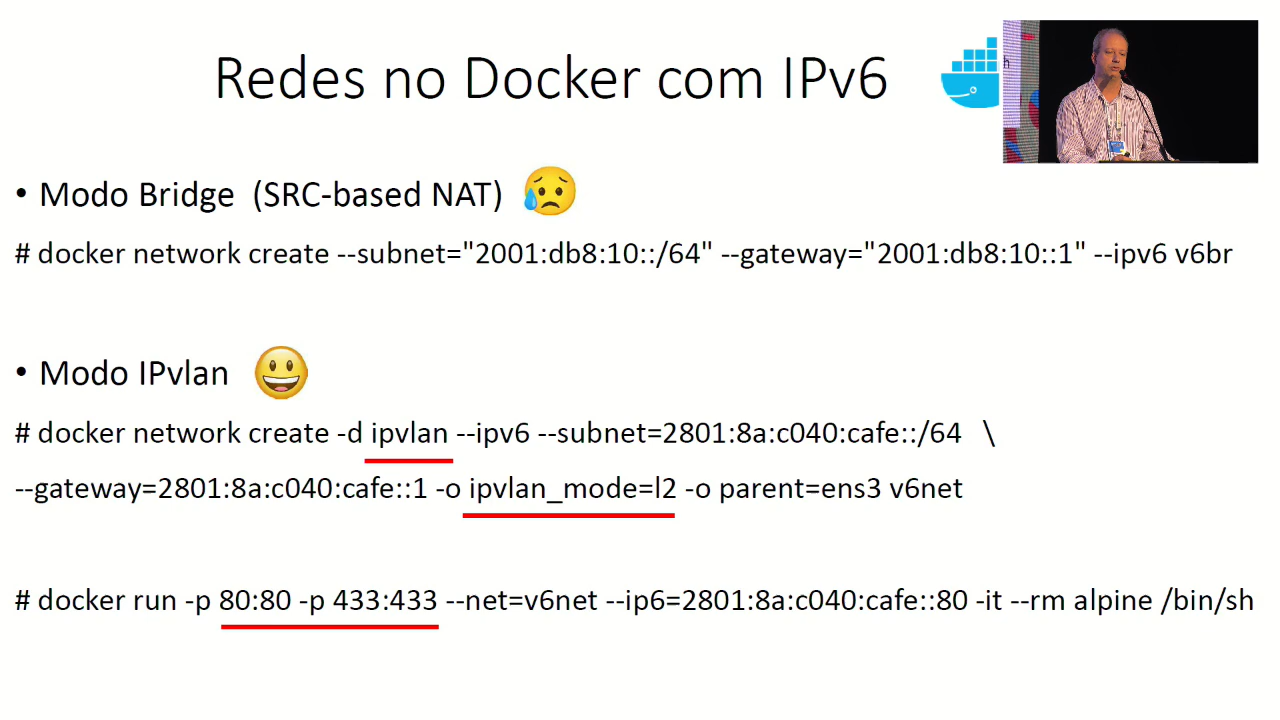 Redes no Docker com IPv6
• Modo Bridge (SRC-based NAT)
# docker network create --subnet="2001:db8:10::/64" --gateway="2001:db8:10::1" --ipv6 v6br
• Modo IPvlan
# docker network create -d ipvlan --ipv6 --subnet=2801:8a:c040:cafe::/64 \
--gateway=2801:8a:c040:cafe::1 -o ipvlan_mode=l2 -o parent=ens3 v6net
# docker run -p 80:80 -p 433:433 --net=v6net --ip6=2801:8a:c040:cafe::80 -it --rm alpine /bin/sh